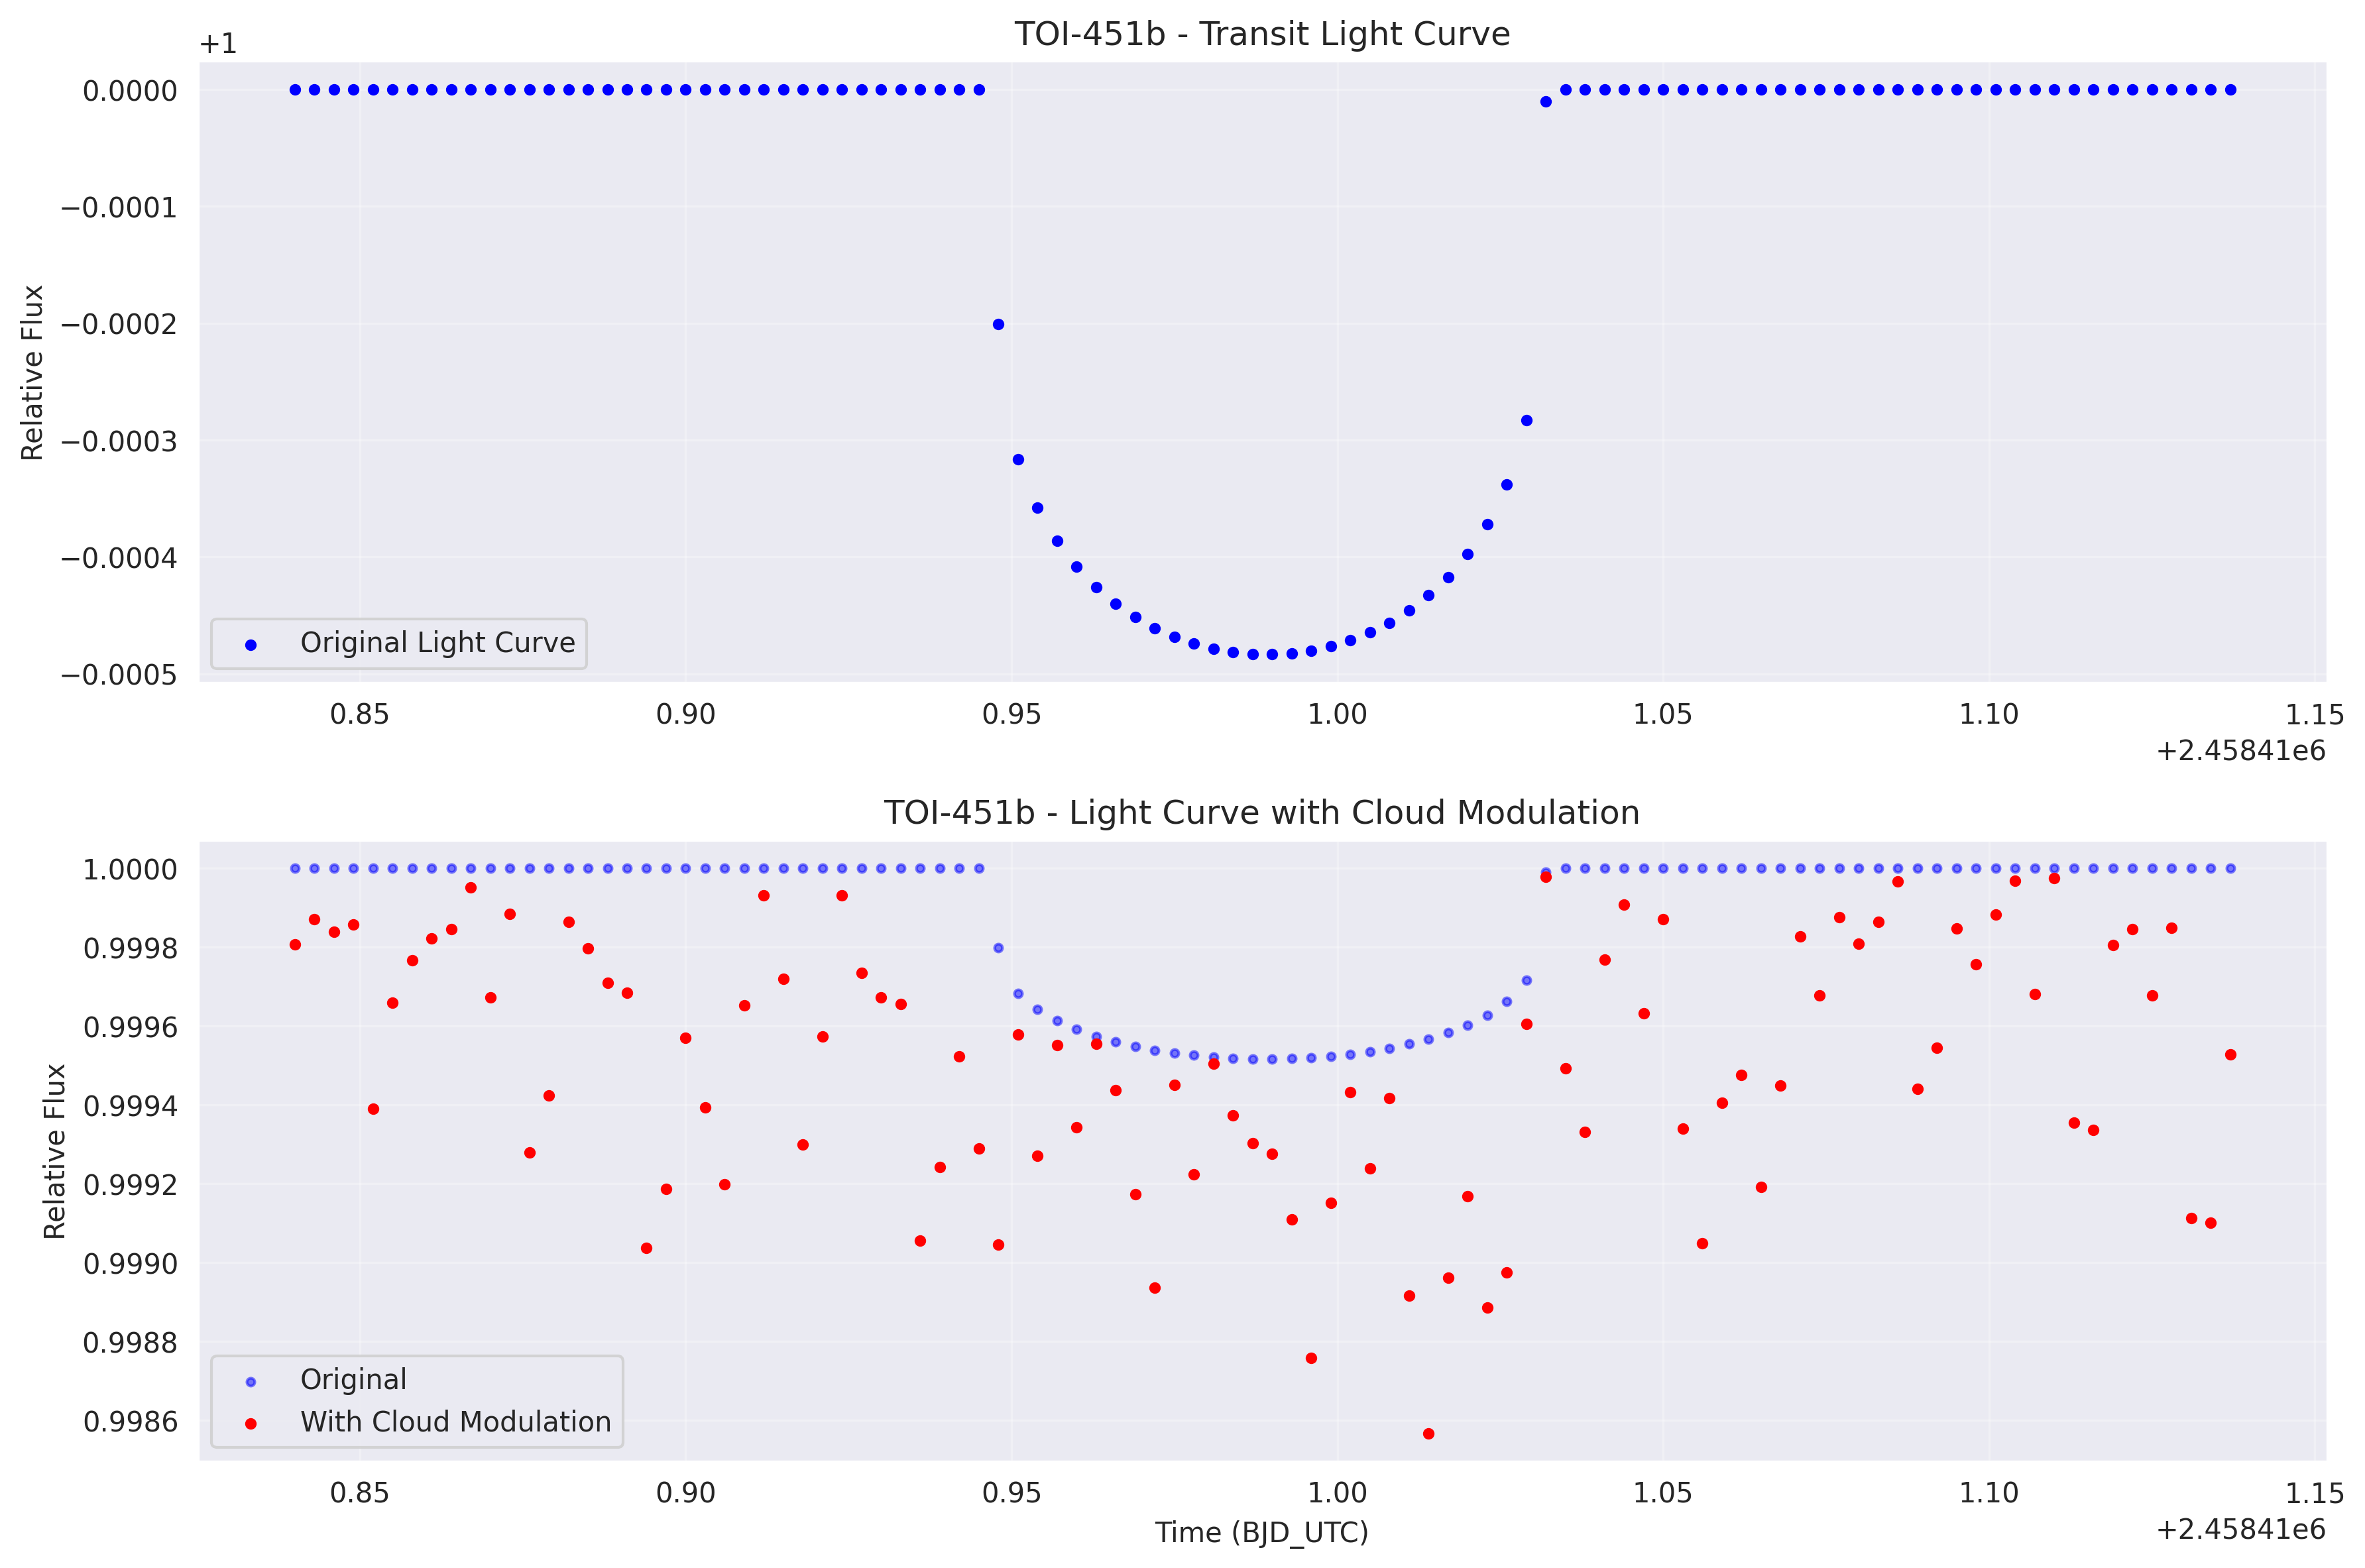 TOI-451b - Transit Light Curve
+1
0.0000
−0.0001
−0.0002
−0.0003
−0.0004
−0.0005
Relative Flux
Original Light Curve
0.85 0.90 0.95 1.00 1.05 1.10 1.15
+2.45841e6
TOI-451b - Light Curve with Cloud Modulation
1.0000
0.9998
0.9996
0.9994
0.9992
0.9990
0.9988
0.9986
Relative Flux
Original
With Cloud Modulation
0.85 0.90 0.95 1.00 1.05 1.10 1.15
+2.45841e6
Time (BJD_UTC)